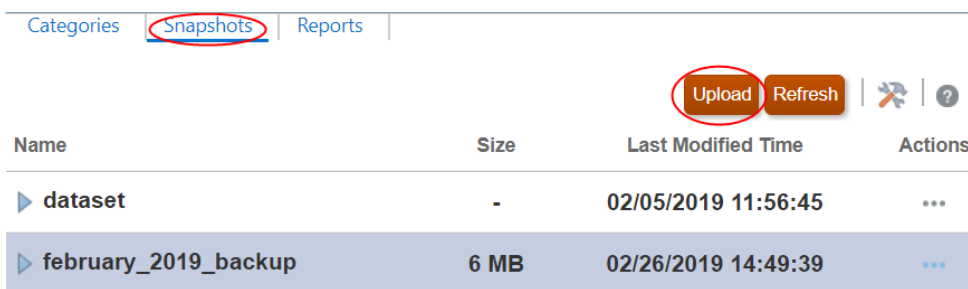 Categories Snapshots Reports
Upload Refresh ?
Name Size Last Modified Time Actions
dataset - 02/05/2019 11:56:45 •••
february_2019_backup 6 MB 02/26/2019 14:49:39 •••